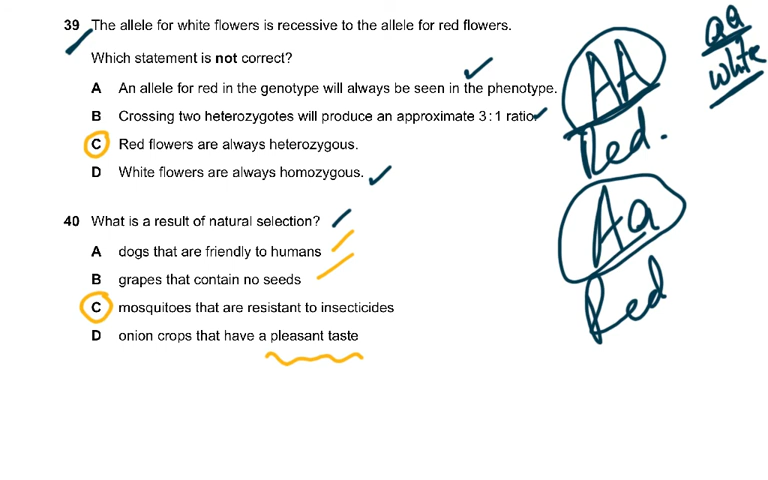 39 The allele for white flowers is recessive to the allele for red flowers.
Which statement is not correct?
A An allele for red in the genotype will always be seen in the phenotype.
B Crossing two heterozygotes will produce an approximate 3 : 1 ratio
C Red flowers are always heterozygous.
D White flowers are always homozygous.
40 What is a result of natural selection?
A dogs that are friendly to humans
B grapes that contain no seeds
C mosquitoes that are resistant to insecticides
D onion crops that have a pleasant taste
AA
Red.
Aa
Red
aa
white